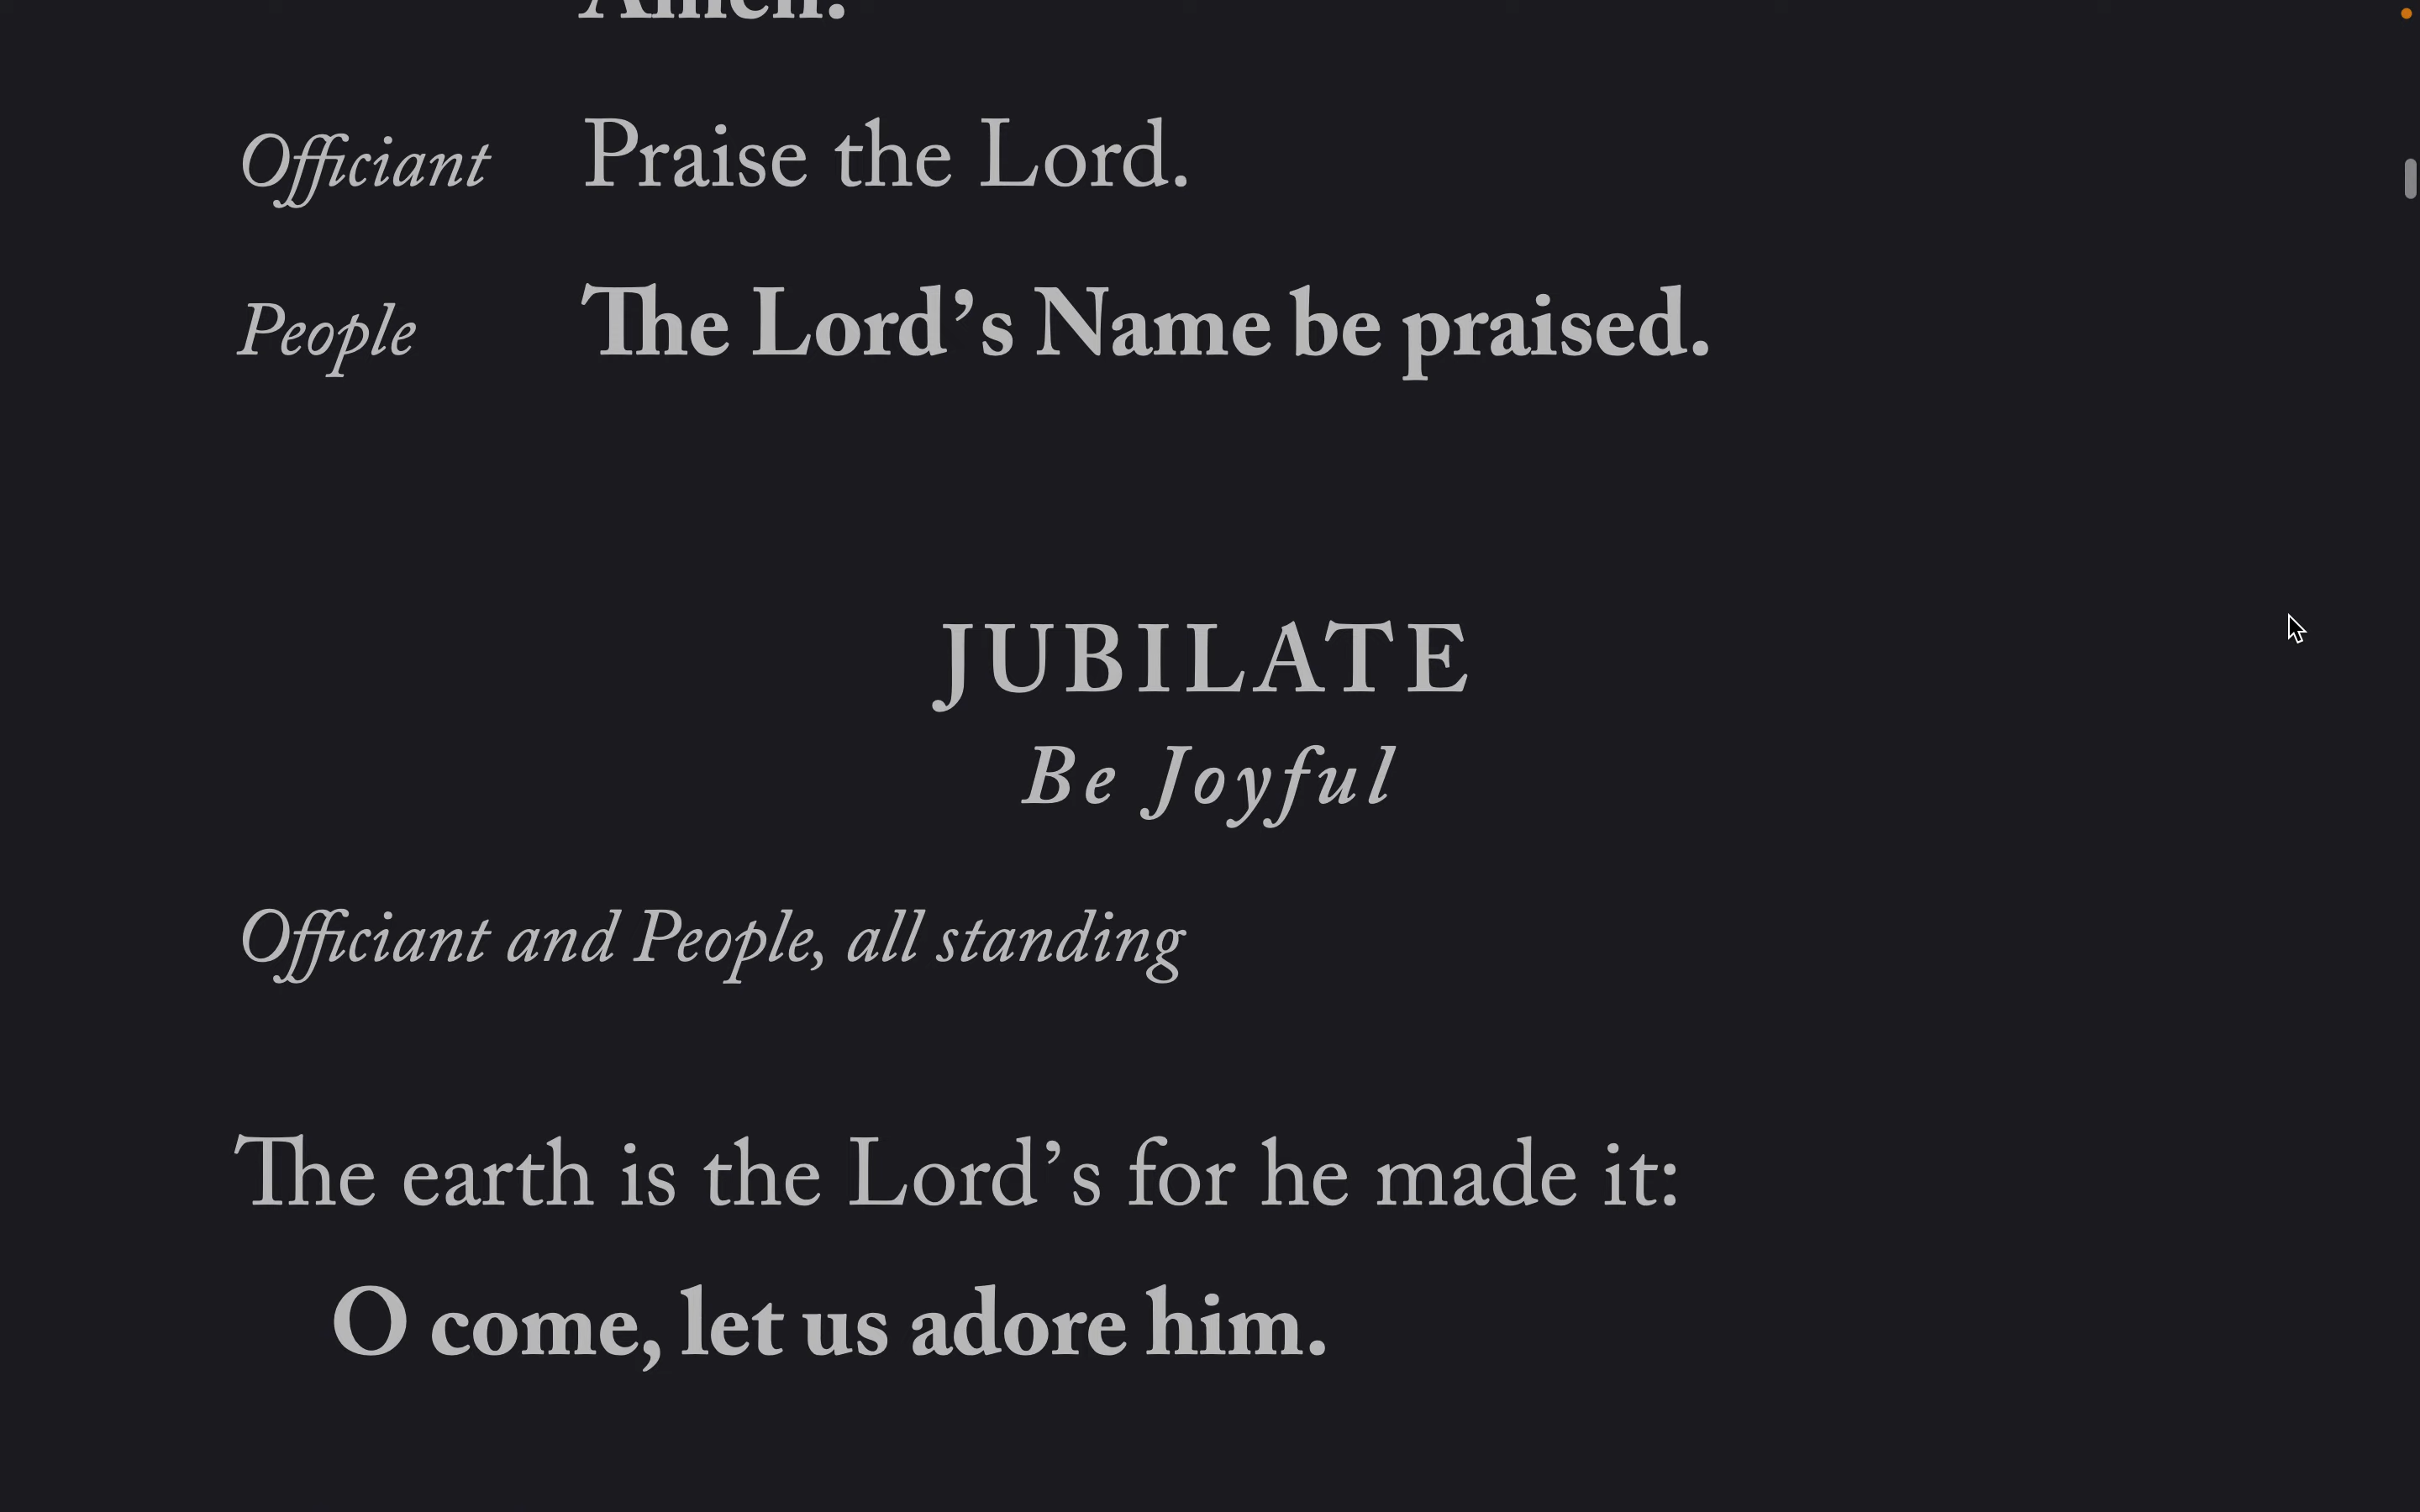 Amen.
Officiant Praise the Lord.
People The Lord’s Name be praised.
JUBILATE
Be Joyful
Officiant and People, all standing
The earth is the Lord’s for he made it:
O come, let us adore him.